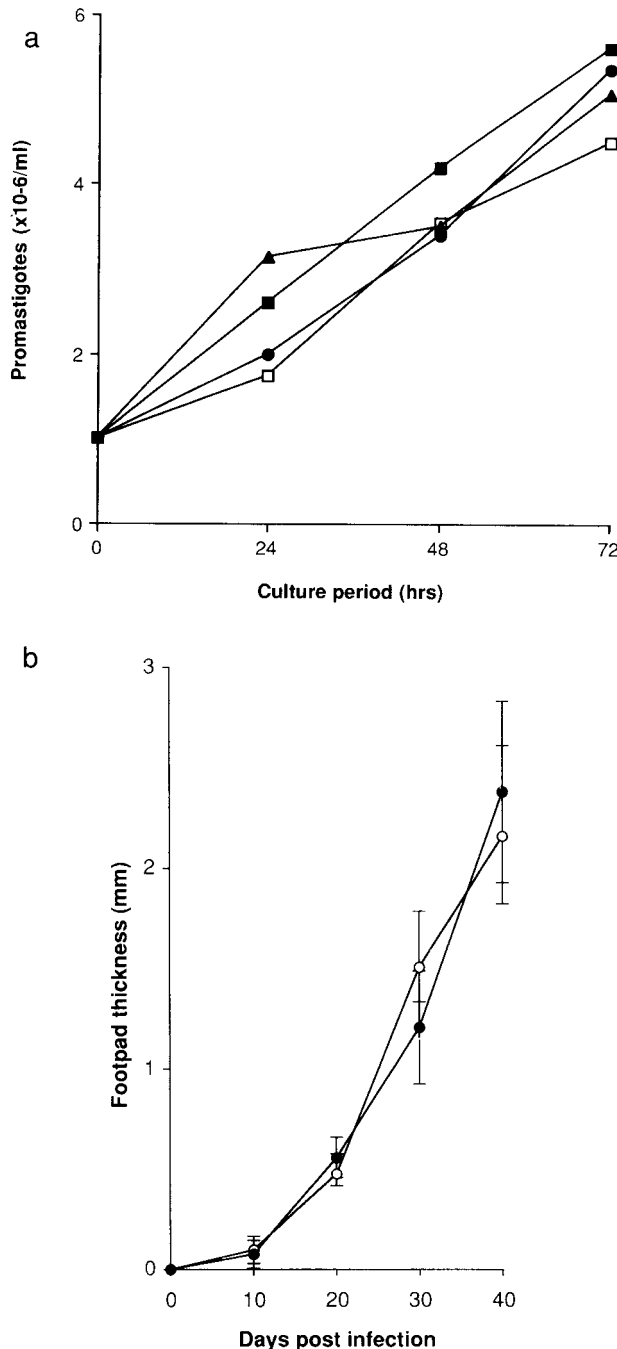 a
6
4
2
0
Promastigotes (x10-6/ml)
0 24 48 72
Culture period (hrs)
b
3
2
1
0
Footpad thickness (mm)
0 10 20 30 40
Days post infection